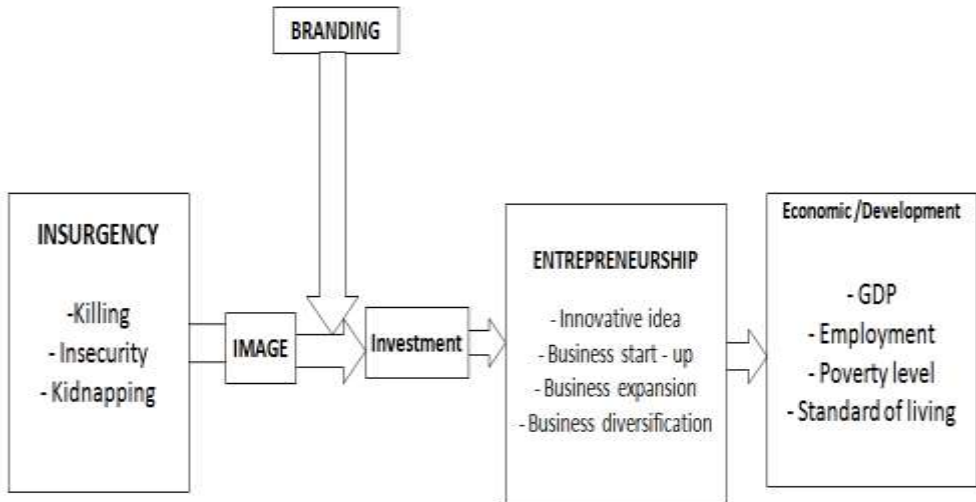 BRANDING
INSURGENCY
-Killing
- Insecurity
- Kidnapping
IMAGE
Investment
ENTREPRENEURSHIP
- Innovative idea
- Business start - up
- Business expansion
- Business diversification
Economic /Development
- GDP
- Employment
- Poverty level
- Standard of living